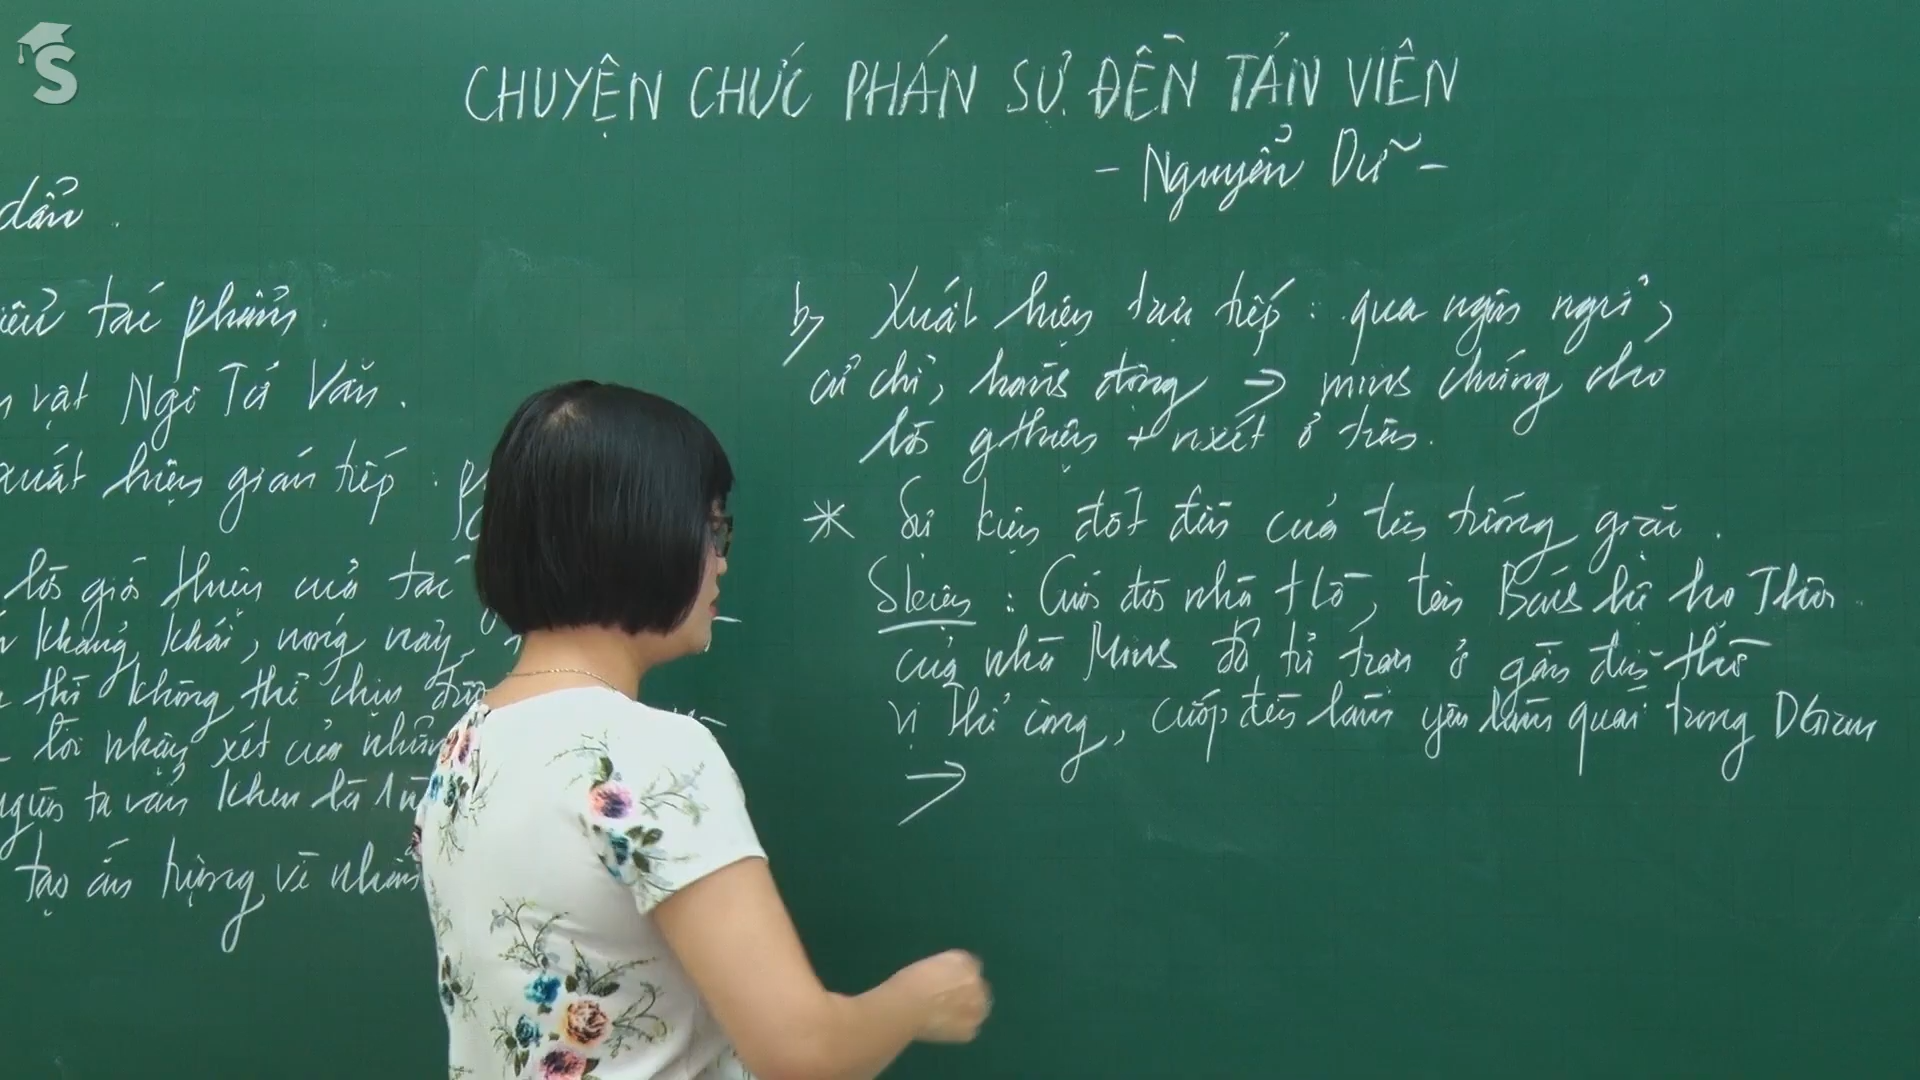 S
CHUYỆN CHỨC PHÁN SỰ ĐỀN TẢN VIÊN
- Nguyễn Dữ -
dẫn.
tác phẩm.
vật Ngô Tử Văn.
xuất hiện gián tiếp:
lời giới thiệu của tác
khảng khái, nóng nảy,
thì không thể chịu được
lời nhận xét của những
người ta vẫn khen là
tạo ấn tượng về nhân
b, Xuất hiện trực tiếp: qua ngôn ngữ,
cử chỉ, hành động → minh chứng cho
lời gthiệu + nxét ở trên.
* Sự kiện đốt đền của tên tướng giặc.
Skiện: Cuối đời nhà Hồ, tên Bách hộ họ Thôi
của nhà Minh đã tử trận ở gần đền thờ
vị Thổ công, cướp đền làm yêu làm quái trong DGian
→